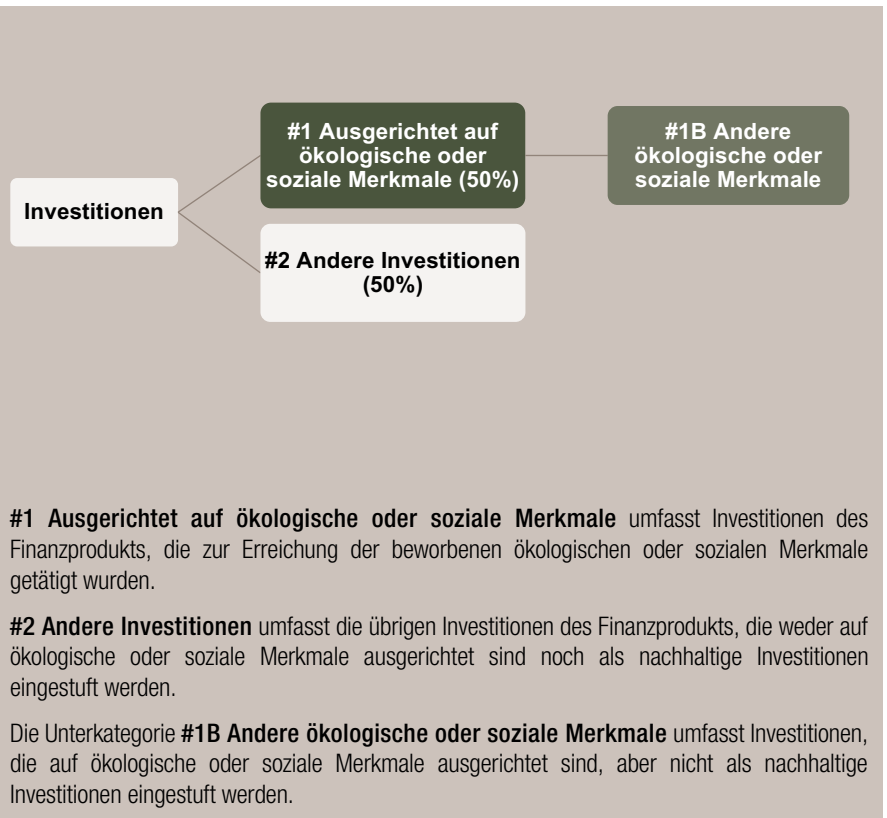 Investitionen
#1 Ausgerichtet auf
ökologische oder
soziale Merkmale (50%)
#1B Andere
ökologische oder
soziale Merkmale
#2 Andere Investitionen
(50%)
#1 Ausgerichtet auf ökologische oder soziale Merkmale umfasst Investitionen des
Finanzprodukts, die zur Erreichung der beworbenen ökologischen oder sozialen Merkmale
getätigt wurden.
#2 Andere Investitionen umfasst die übrigen Investitionen des Finanzprodukts, die weder auf
ökologische oder soziale Merkmale ausgerichtet sind noch als nachhaltige Investitionen
eingestuft werden.
Die Unterkategorie #1B Andere ökologische oder soziale Merkmale umfasst Investitionen,
die auf ökologische oder soziale Merkmale ausgerichtet sind, aber nicht als nachhaltige
Investitionen eingestuft werden.